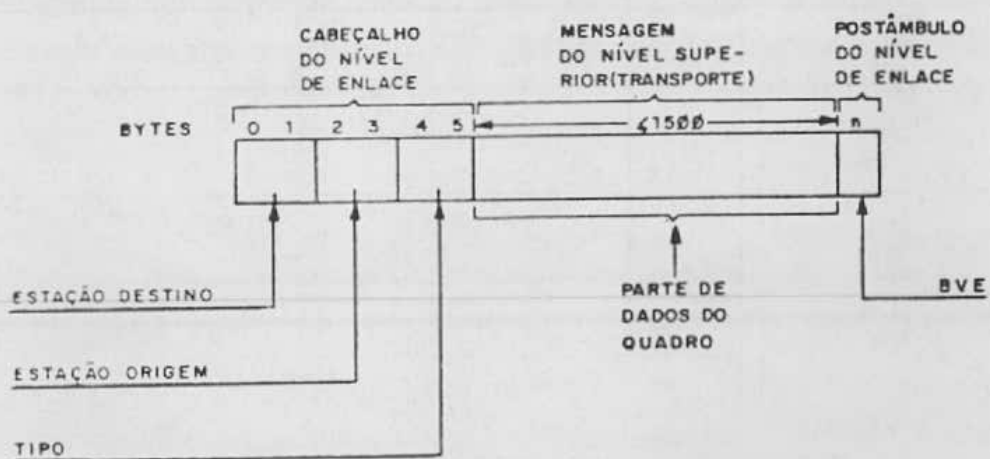 CABEÇALHO
DO NÍVEL
DE ENLACE
MENSAGEM
DO NÍVEL SUPE-
RIOR(TRANSPORTE)
POSTÂMBULO
DO NÍVEL
DE ENLACE
BYTES 0 1 2 3 4 5 ≤1500 n
ESTAÇÃO DESTINO
PARTE DE
DADOS DO
QUADRO
BVE
ESTAÇÃO ORIGEM
TIPO